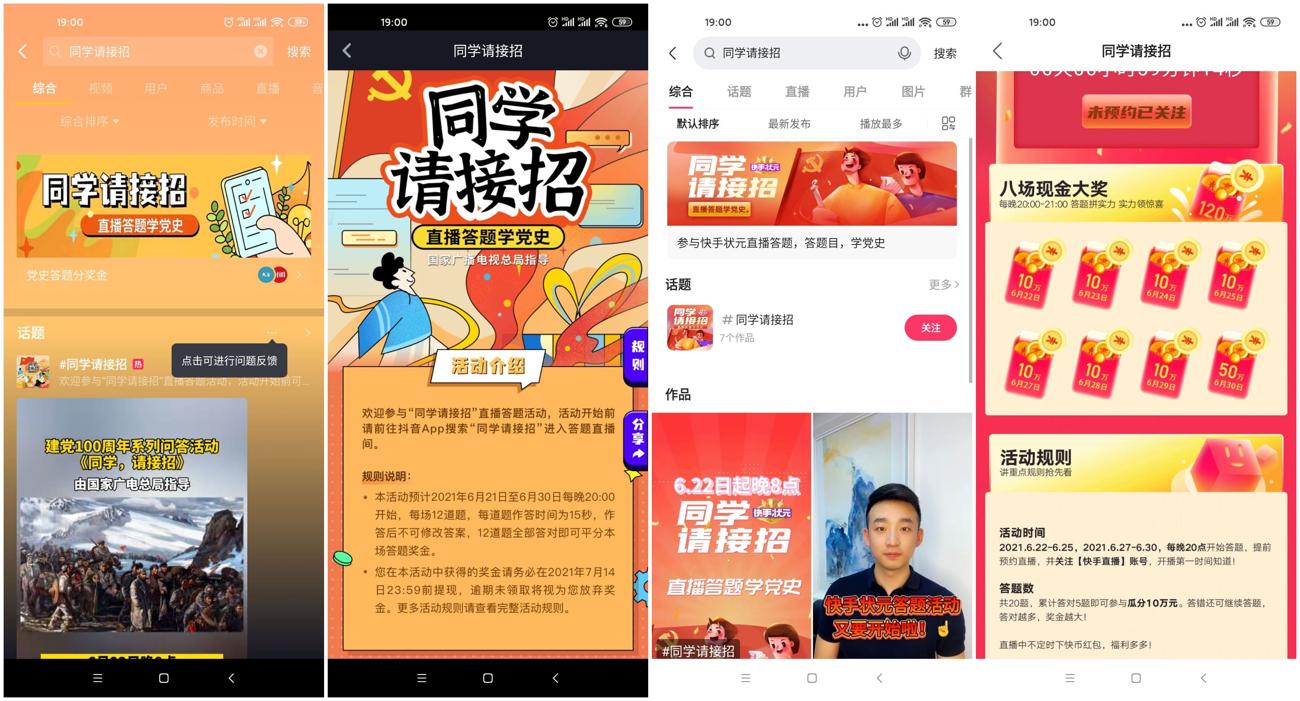 19:00
59
同学请接招
搜索
综合
视频
用户
商品
直播
音
综合排序
发布时间
同学请接招
直播答题学党史
党史答题分奖金
话题
点击可进行问题反馈
#同学请接招
热
欢迎参与“同学请接招”直播答题活动，活动开始前可...
建党100周年系列问答活动
《同学，请接招》
由国家广电总局指导
19:00
59
同学请接招
同学
请接招
直播答题学党史
国家广播电视总局指导
规则
分享
活动介绍
欢迎参与“同学请接招”直播答题活动，活动开始前
请前往抖音App搜索“同学请接招”进入答题直播
间。
规则说明：
• 本活动预计2021年6月21日至6月30日每晚20:00
开始，每场12道题，每道题作答时间为15秒，作
答后不可修改答案，12道题全部答对即可平分本
场答题奖金。
• 您在本活动中获得的奖金请务必在2021年7月14
日23:59前提现，逾期未领取将视为您放弃奖
金。更多活动规则请查看完整活动规则。
19:00
59
同学请接招
搜索
综合
话题
直播
用户
图片
群
默认排序
最新发布
播放最多
同学
快手状元
请接招
直播答题学党史
参与快手状元直播答题，答题目，学党史
话题
更多
同学
请接招
# 同学请接招
7个作品
关注
作品
6.22日起晚8点
同学
快手状元
请接招
直播答题学党史
#同学请接招
快手状元答题活动
又要开始啦！
19:00
59
同学请接招
未预约已关注
八场现金大奖
每晚20:00-21:00 答题拼实力 实力领惊喜
120万
10万
6月22日
10万
6月23日
10万
6月24日
10万
6月25日
10万
6月27日
10万
6月28日
10万
6月29日
50万
6月30日
活动规则
讲重点规则抢先看
活动时间
2021.6.22-6.25，2021.6.27-6.30，每晚20点开始答题，提前
预约直播，并关注【快手直播】账号，开播第一时间知道！
答题数
共20题，累计答对5题即可参与瓜分10万元。答错还可继续答题，
答对越多，奖金越大！
直播中不定时下快币红包，福利多多！